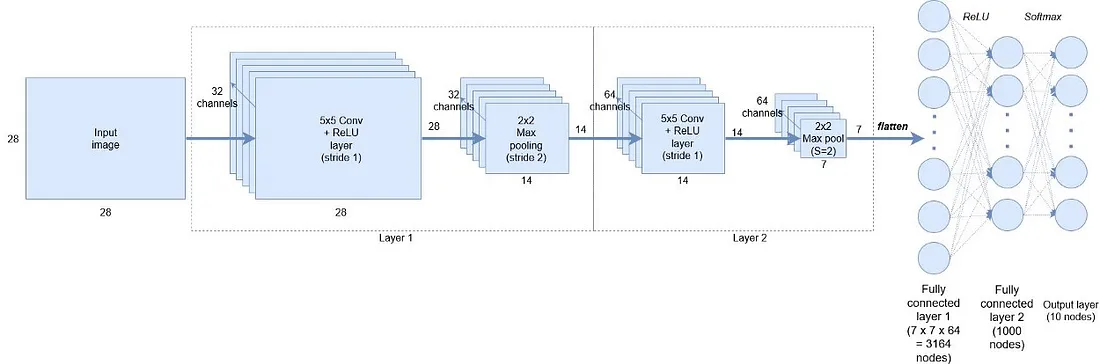 28
Input
image
28
32
channels
5x5 Conv
+ ReLU
layer
(stride 1)
28
28
32
channels
2x2
Max
pooling
(stride 2)
14
14
Layer 1
64
channels
5x5 Conv
+ ReLU
layer
(stride 1)
14
14
64
channels
2x2
Max pool
(S=2)
7
7
Layer 2
flatten
ReLU
Softmax
Fully
connected
layer 1
(7 x 7 x 64
= 3164
nodes)
Fully
connected
layer 2
(1000
nodes)
Output layer
(10 nodes)